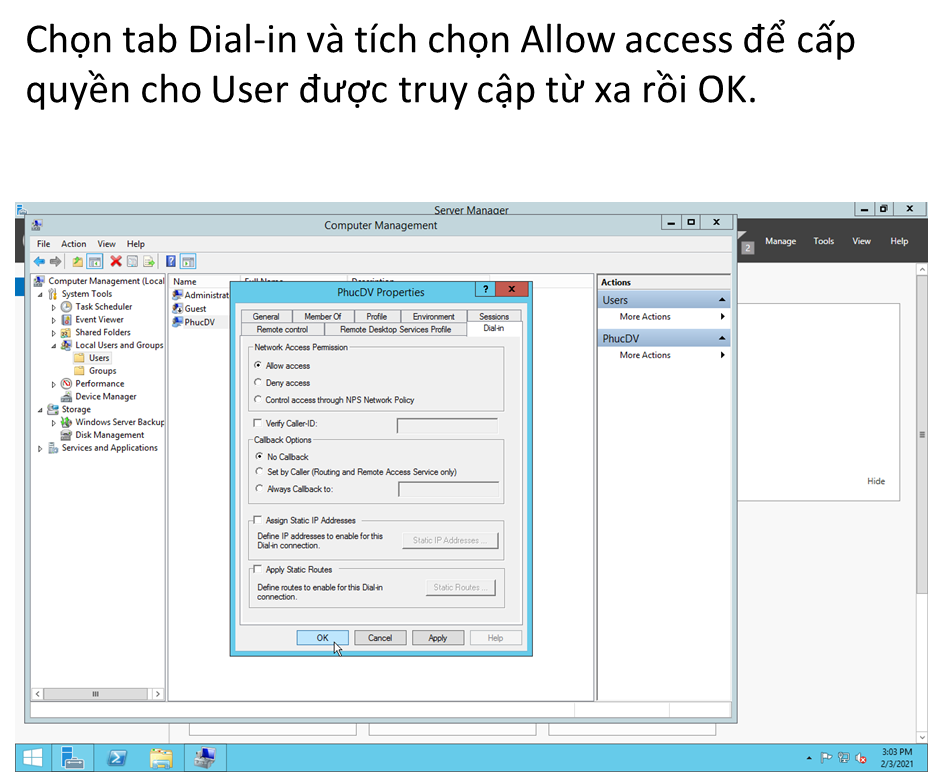 Chọn tab Dial-in và tích chọn Allow access để cấp
quyền cho User được truy cập từ xa rồi OK.
Server Manager
Computer Management
Manage Tools View Help
2
File Action View Help
Computer Management (Local
System Tools
Task Scheduler
Event Viewer
Shared Folders
Local Users and Groups
Users
Groups
Performance
Device Manager
Storage
Windows Server Backup
Disk Management
Services and Applications
Name
Administrat
Guest
PhucDV
PhucDV Properties
?
General Member Of Profile Environment Sessions
Remote control Remote Desktop Services Profile Dial-in
Network Access Permission
Allow access
Deny access
Control access through NPS Network Policy
Verify Caller-ID:
Callback Options
No Callback
Set by Caller (Routing and Remote Access Service only)
Always Callback to:
Assign Static IP Addresses
Define IP addresses to enable for this
Dial-in connection.
Static IP Addresses ...
Apply Static Routes
Define routes to enable for this Dial-in
connection.
Static Routes ...
OK Cancel Apply Help
Actions
Users
More Actions
PhucDV
More Actions
Hide
3:03 PM
2/3/2021